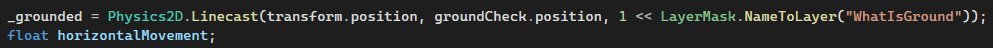 _grounded = Physics2D.Linecast(transform.position, groundCheck.position, 1 << LayerMask.NameToLayer("WhatIsGround"));
float horizontalMovement;